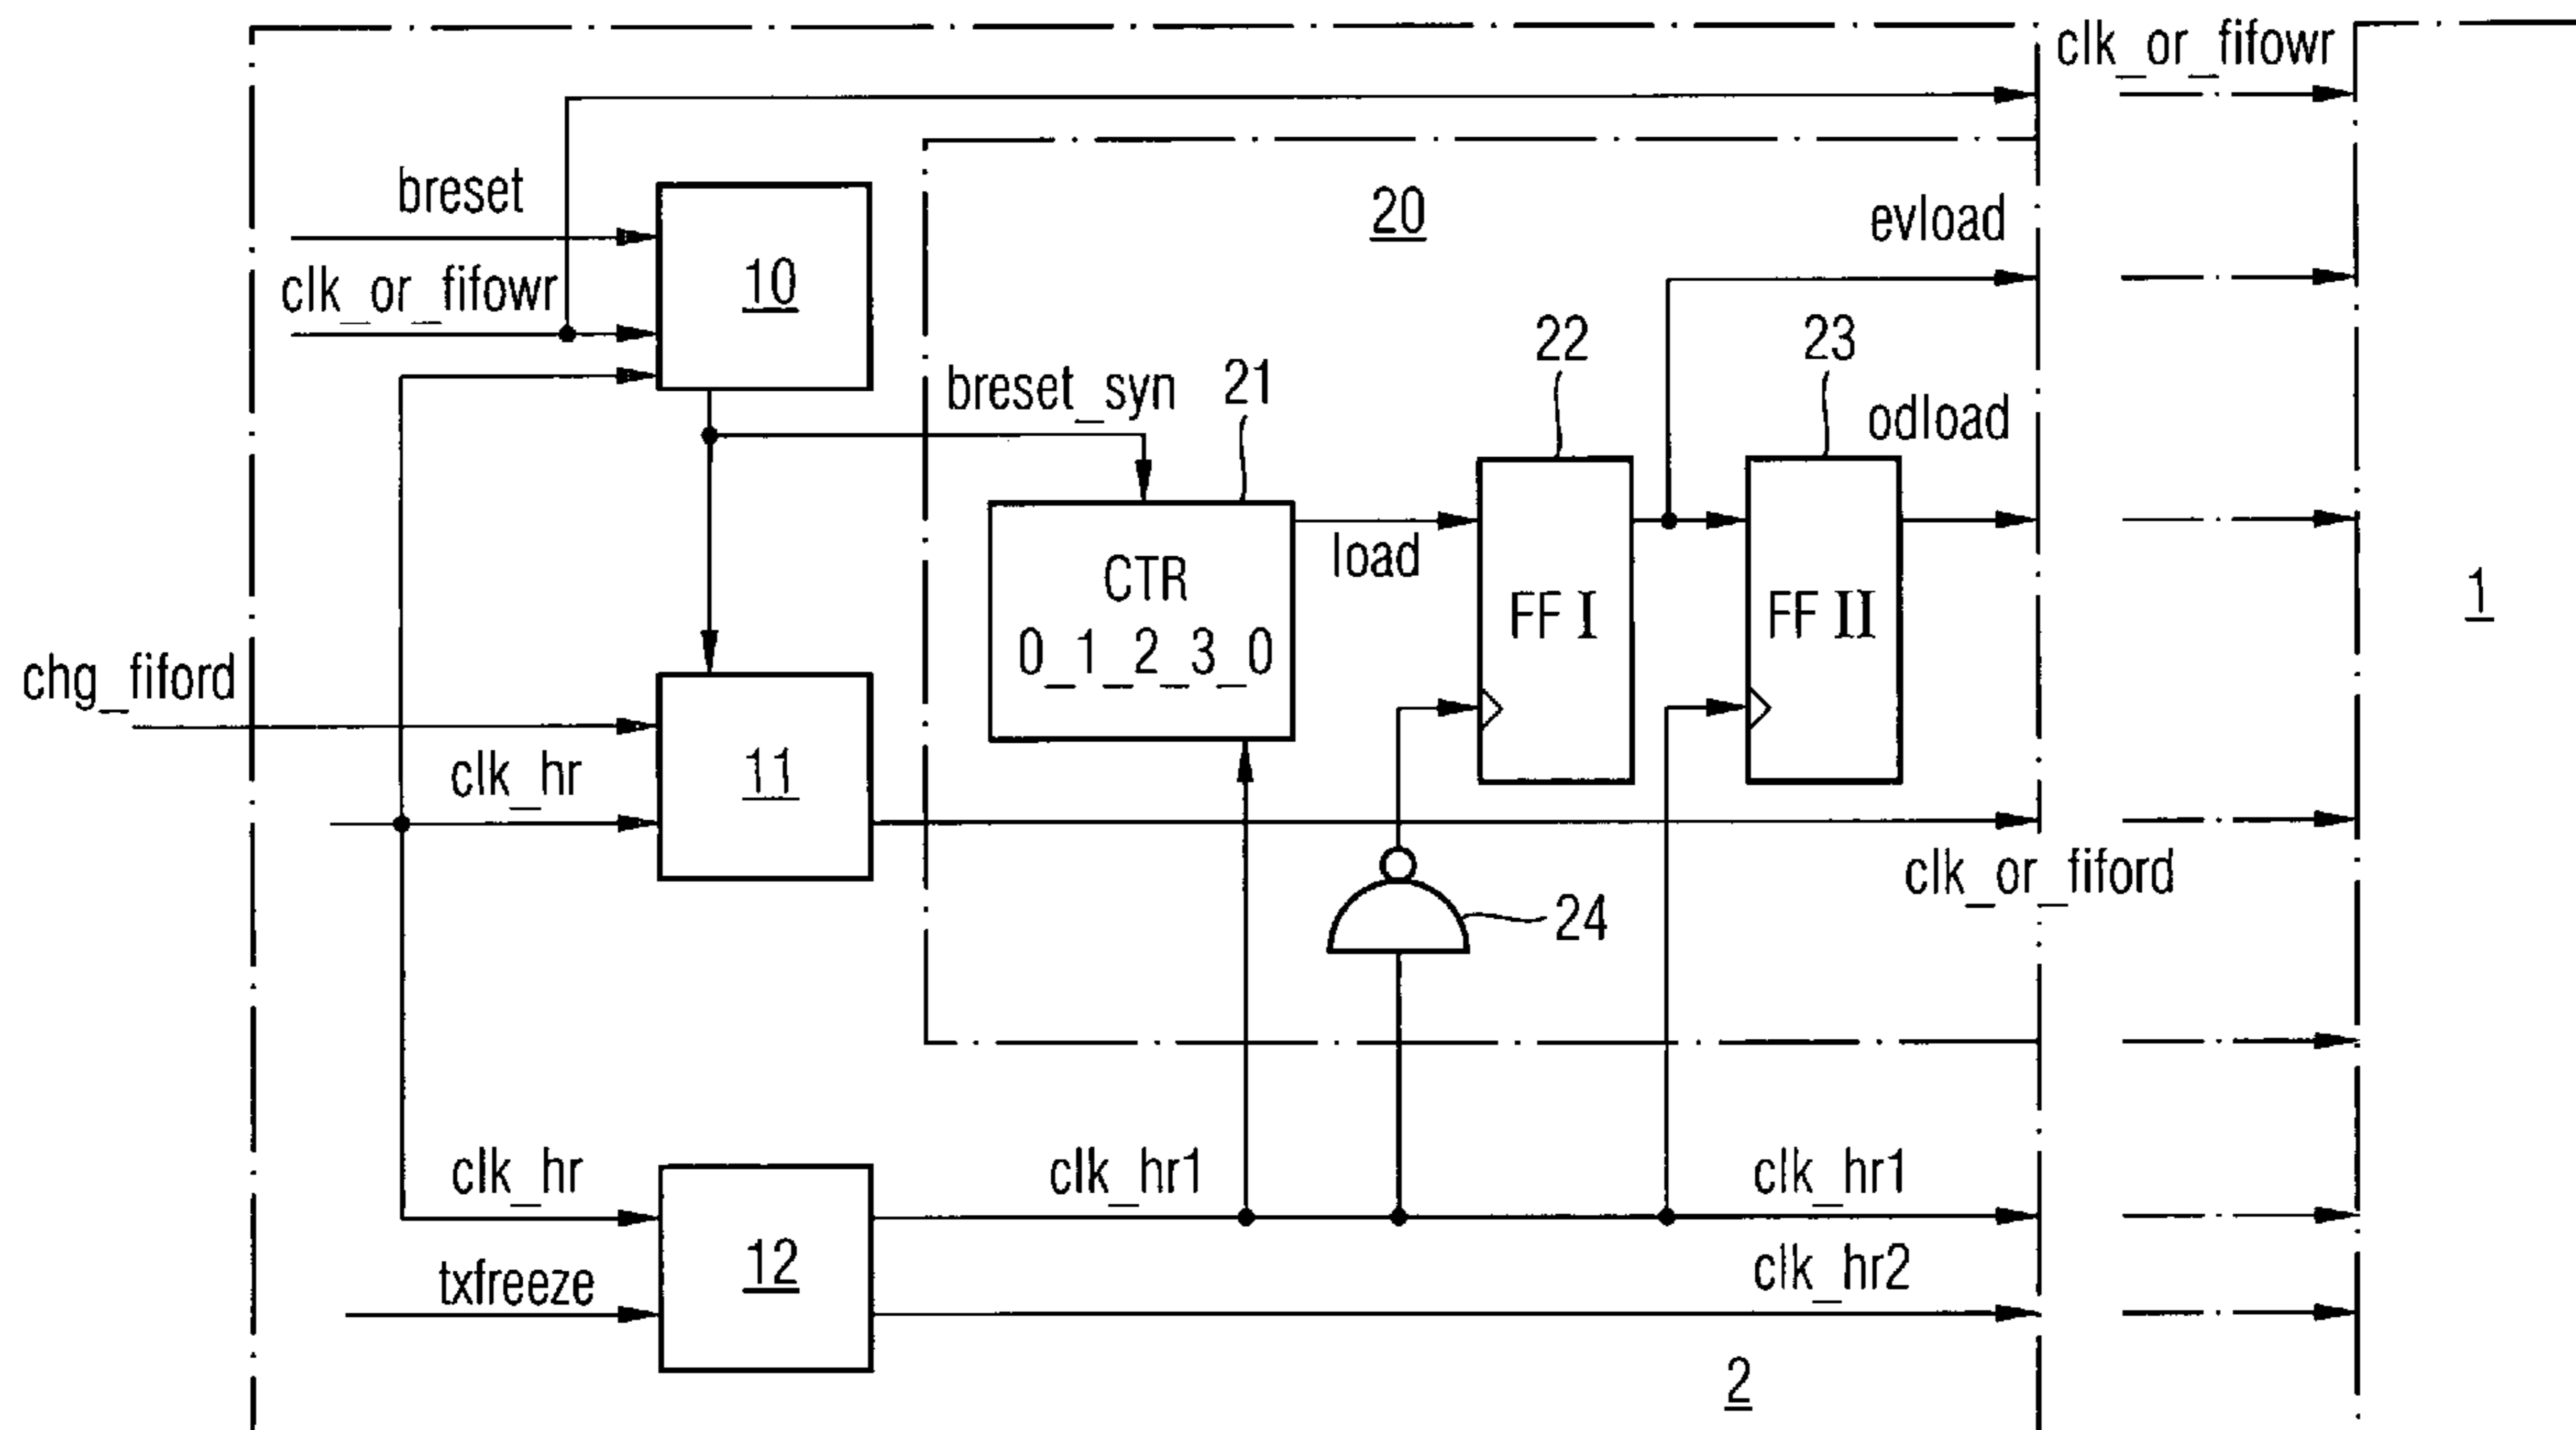 clk_or_fifowr
breset
10
20
evload
clk_or_fifowr
22
23
breset_syn
21
odload
load
CTR
0_1_2_3_0
FF I
FF II
1
chg_fiford
clk_hr
11
clk_or_fiford
24
clk_hr
clk_hr1
clk_hr1
12
txfreeze
clk_hr2
2